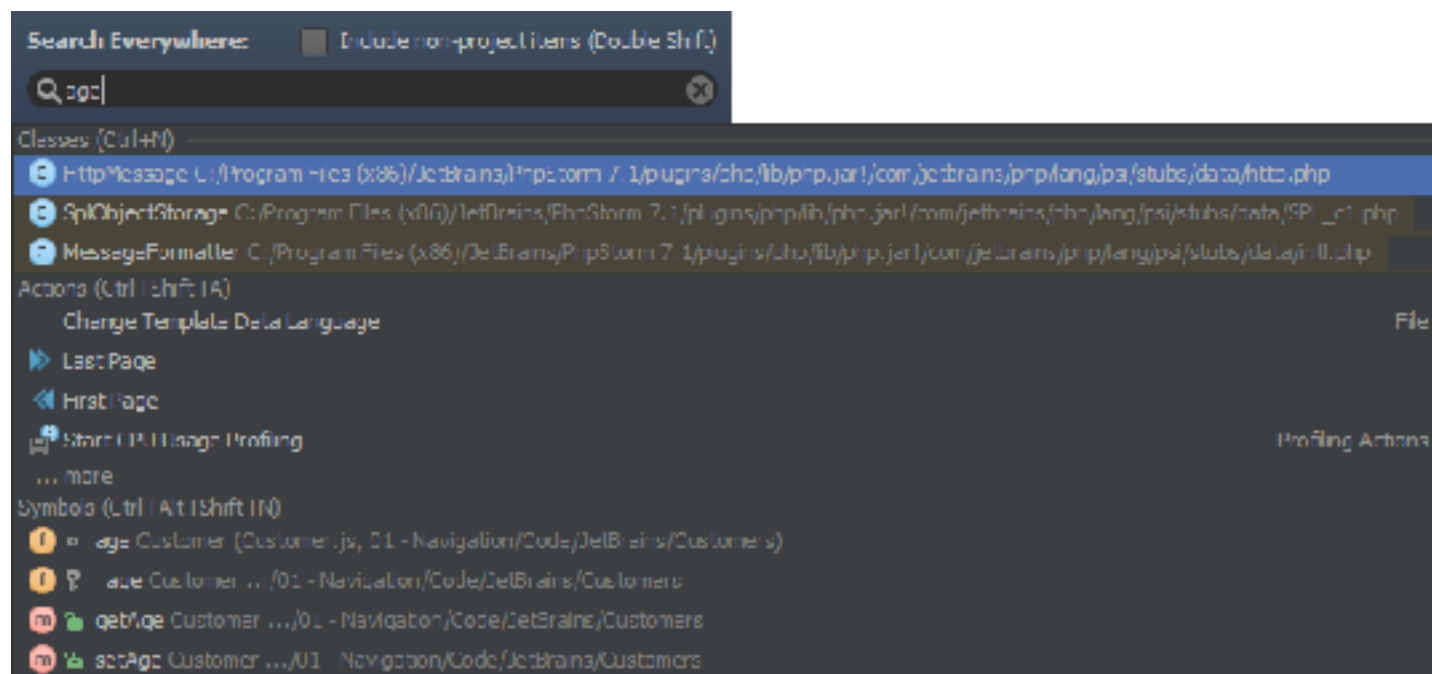 Search Everywhere:
Include non-project items (Double Shift)
age
Classes (Ctrl+N)
HttpMessage C:/Program Files (x86)/JetBrains/PhpStorm 7.1/plugins/php/lib/php.jar!/com/jetbrains/php/lang/psi/stubs/data/http.php
SplObjectStorage C:/Program Files (x86)/JetBrains/PhpStorm 7.1/plugins/php/lib/php.jar!/com/jetbrains/php/lang/psi/stubs/data/SPL_c1.php
MessageFormatter C:/Program Files (x86)/JetBrains/PhpStorm 7.1/plugins/php/lib/php.jar!/com/jetbrains/php/lang/psi/stubs/data/intl.php
Actions (Ctrl+Shift+A)
Change Template Data Language File
Last Page
First Page
Start CPU Usage Profiling Profiling Actions
... more
Symbols (Ctrl+Alt+Shift+N)
age Customer (Customer.js, 01 - Navigation/Code/JetBrains/Customers)
age Customer .../01 - Navigation/Code/JetBrains/Customers
getAge Customer .../01 - Navigation/Code/JetBrains/Customers
setAge Customer .../01 - Navigation/Code/JetBrains/Customers